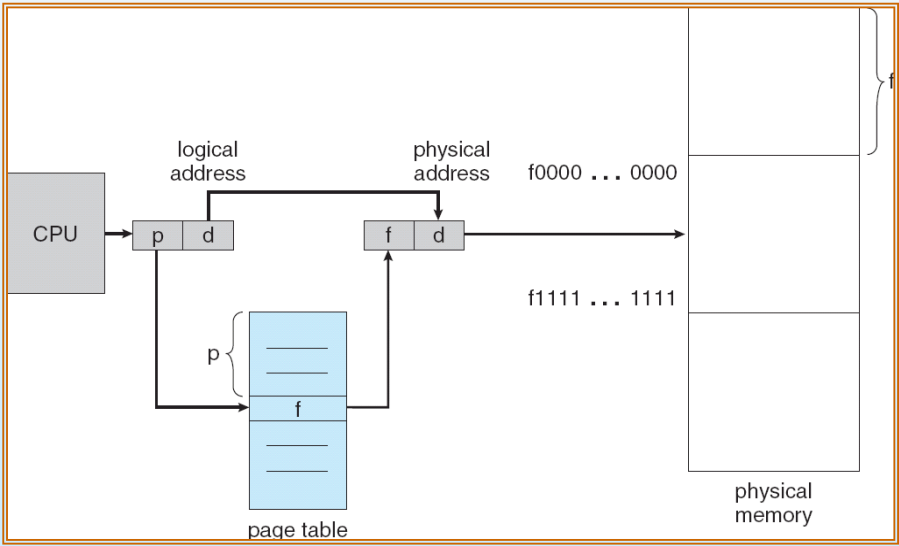 logical
address
physical
address
f0000 ... 0000
f
CPU
p
d
f
d
f1111 ... 1111
p
f
page table
physical
memory